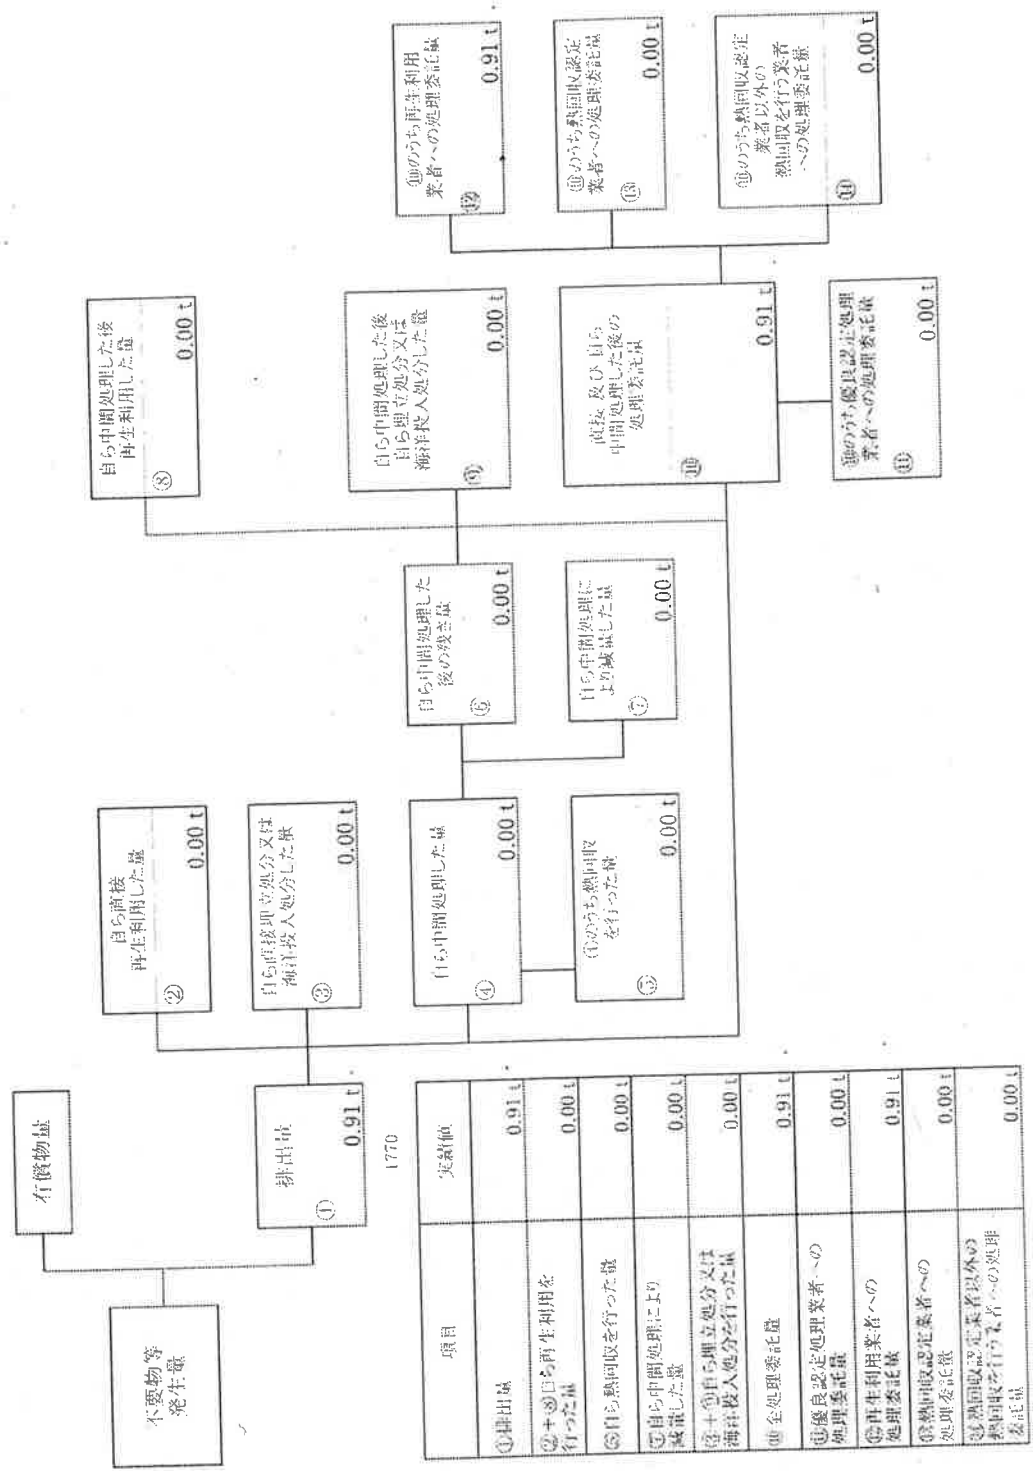 不要物等
発生量
有償物量
排出量
①
0.91 t
1770
自ら直接
再生利用した量
②
0.00 t
自ら直接埋立処分又は
海洋投入処分した量
③
0.00 t
自ら中間処理した量
④
0.00 t
④のうち熱回収
を行った量
⑤
0.00 t
自ら中間処理した
後の残さ量
⑥
0.00 t
自ら中間処理に
より減量した量
⑦
0.00 t
自ら中間処理した後
再生利用した量
⑧
0.00 t
自ら中間処理した後
自ら埋立処分又は
海洋投入処分した量
⑨
0.00 t
直接及び自ら
中間処理した後の
処理委託量
⑩
0.91 t
⑩のうち優良認定処理
業者への処理委託量
⑪
0.00 t
⑩のうち再生利用
業者への処理委託量
⑫
0.91 t
⑩のうち熱回収認定
業者への処理委託量
⑬
0.00 t
⑩のうち熱回収認定
業者以外の
熱回収を行う業者
への処理委託量
⑭
0.00 t
項目
実績値
①排出量
0.91 t
②+⑧自ら再生利用を
行った量
0.00 t
⑤自ら熱回収を行った量
0.00 t
⑦自ら中間処理により
減量した量
0.00 t
③+⑨自ら埋立処分又は
海洋投入処分を行った量
0.00 t
⑩全処理委託量
0.91 t
⑪優良認定処理業者への
処理委託量
0.00 t
⑫再生利用業者への
処理委託量
0.91 t
⑬熱回収認定業者への
処理委託量
0.00 t
⑭熱回収認定業者以外の
熱回収を行う業者への処理
委託量
0.00 t